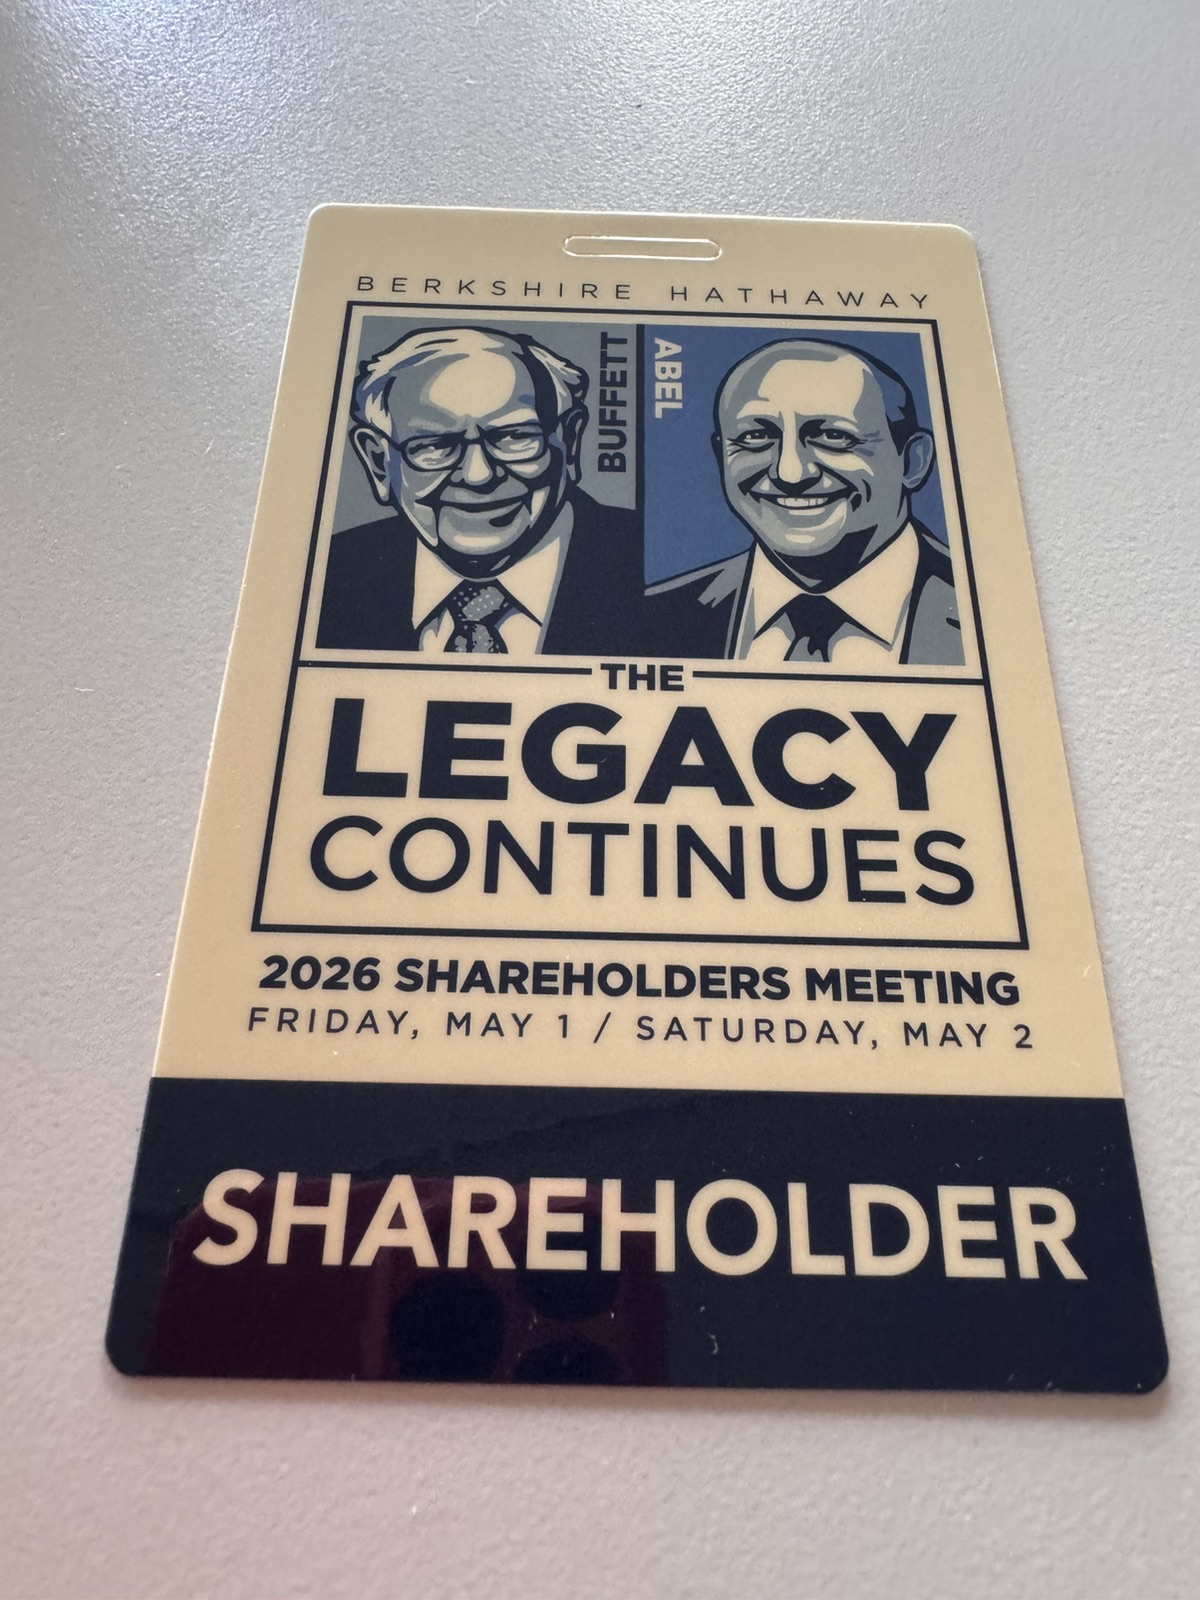 BERKSHIRE HATHAWAY
BUFFETT
ABEL
THE
LEGACY
CONTINUES
2026 SHAREHOLDERS MEETING
FRIDAY, MAY 1 / SATURDAY, MAY 2
SHAREHOLDER